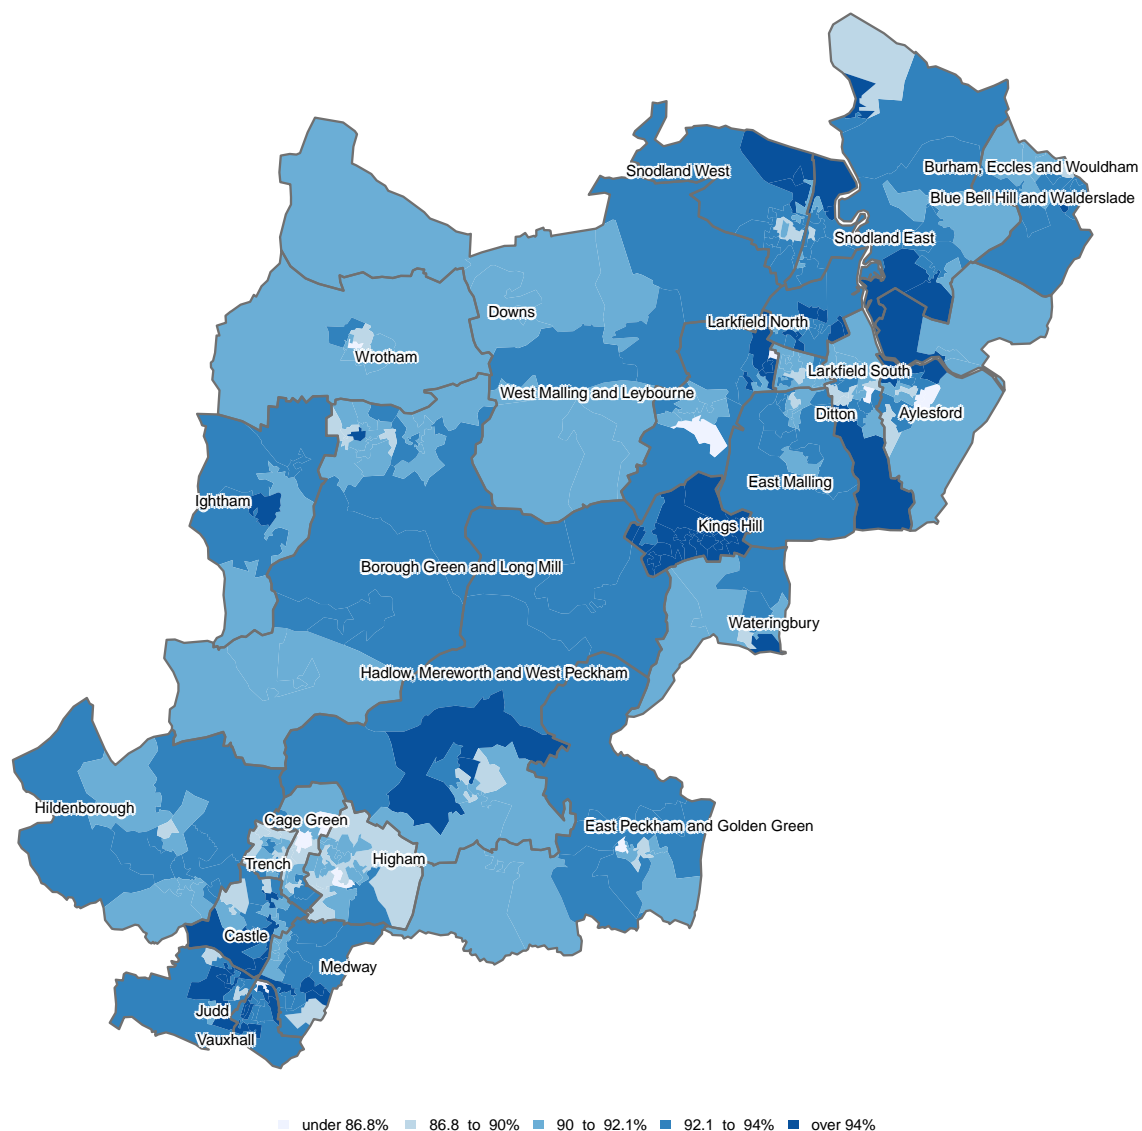 Snodland West
Burham, Eccles and Wouldham
Blue Bell Hill and Walderslade
Snodland East
Downs
Larkfield North
Wrotham
Larkfield South
West Malling and Leybourne
Ditton
Aylesford
East Malling
Ightham
Kings Hill
Borough Green and Long Mill
Wateringbury
Hadlow, Mereworth and West Peckham
Hildenborough
Cage Green
East Peckham and Golden Green
Trench
Higham
Castle
Medway
Judd
Vauxhall
under 86.8% 86.8 to 90% 90 to 92.1% 92.1 to 94% over 94%